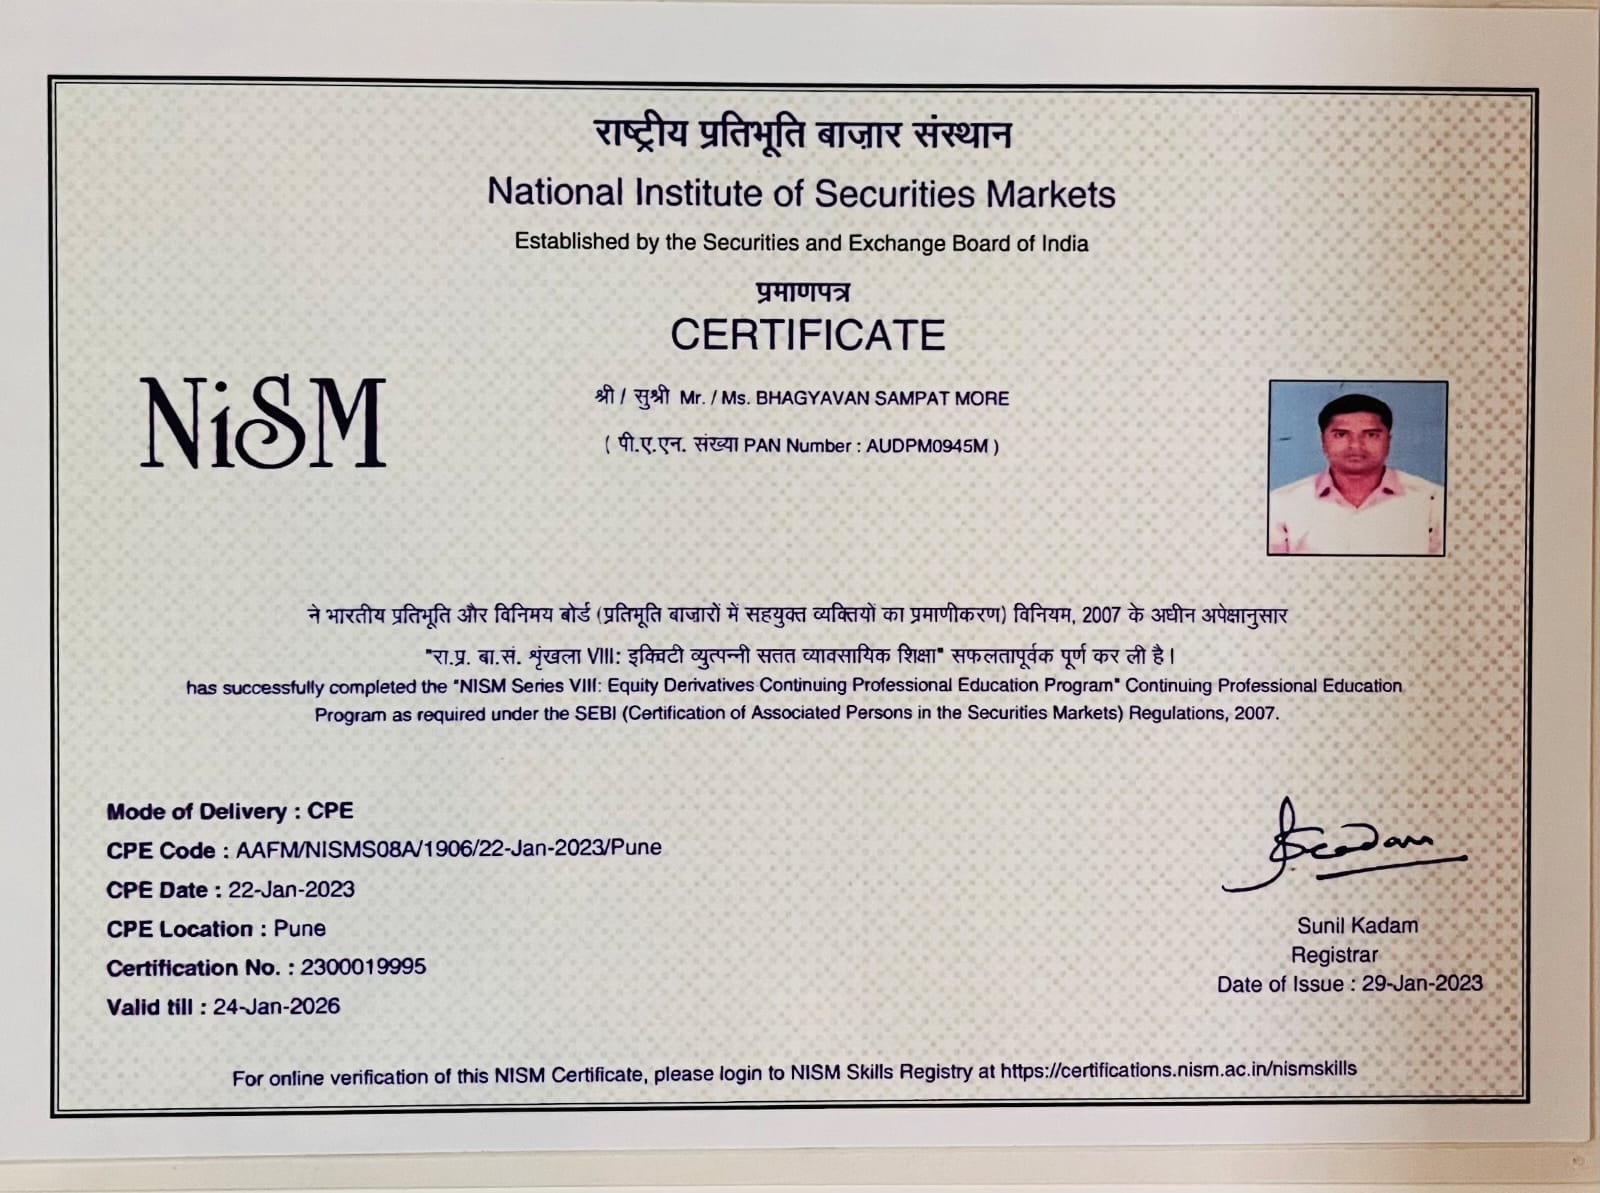 राष्ट्रीय प्रतिभूति बाज़ार संस्थान
National Institute of Securities Markets
Established by the Securities and Exchange Board of India
प्रमाणपत्र
CERTIFICATE
NiSM
श्री / सुश्री Mr. / Ms. BHAGYAVAN SAMPAT MORE
( पी.ए.एन. संख्या PAN Number : AUDPM0945M )
ने भारतीय प्रतिभूति और विनिमय बोर्ड (प्रतिभूति बाज़ारों में सहयुक्त व्यक्तियों का प्रमाणीकरण) विनियम, 2007 के अधीन अपेक्षानुसार
"रा.प्र. बा.सं. शृंखला VIII: इक्विटी व्युत्पन्नी सतत व्यावसायिक शिक्षा" सफलतापूर्वक पूर्ण कर ली है।
has successfully completed the "NISM Series VIII: Equity Derivatives Continuing Professional Education Program" Continuing Professional Education
Program as required under the SEBI (Certification of Associated Persons in the Securities Markets) Regulations, 2007.
Mode of Delivery : CPE
CPE Code : AAFM/NISMS08A/1906/22-Jan-2023/Pune
CPE Date : 22-Jan-2023
CPE Location : Pune
Certification No. : 2300019995
Valid till : 24-Jan-2026
Skadam
Sunil Kadam
Registrar
Date of Issue : 29-Jan-2023
For online verification of this NISM Certificate, please login to NISM Skills Registry at https://certifications.nism.ac.in/nismskills